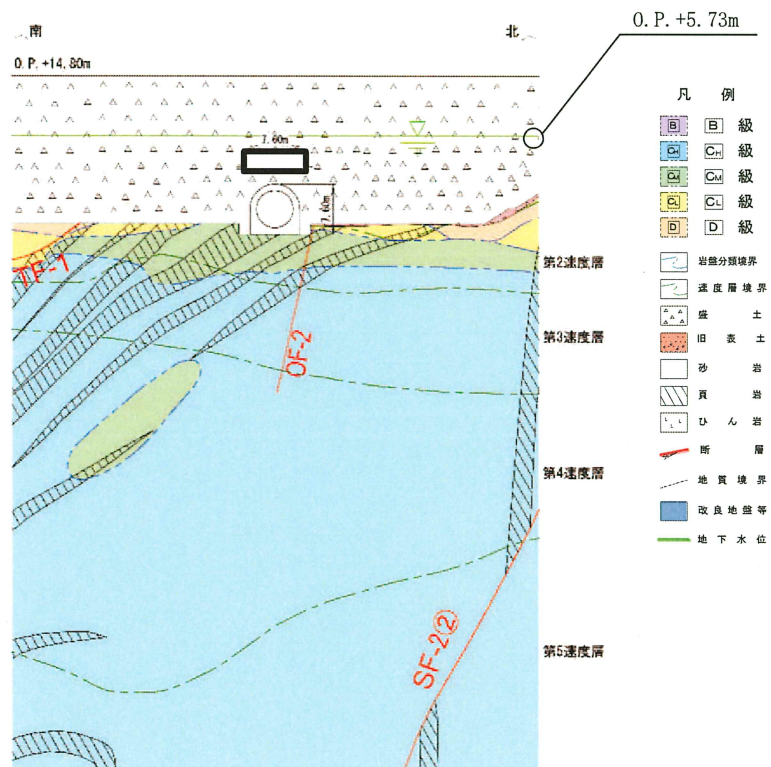 O.P.+5.73m
南
北
O.P.+14.80m
7.60m
7.60m
TF-1
OF-2
SF-2②
第2速度層
第3速度層
第4速度層
第5速度層
凡 例
B B 級
CH CH 級
CM CM 級
CL CL 級
D D 級
岩盤分類境界
速度層境界
盛 土
旧 表 土
砂 岩
頁 岩
ひ ん 岩
断 層
地 質 境 界
改 良 地 盤 等
地 下 水 位